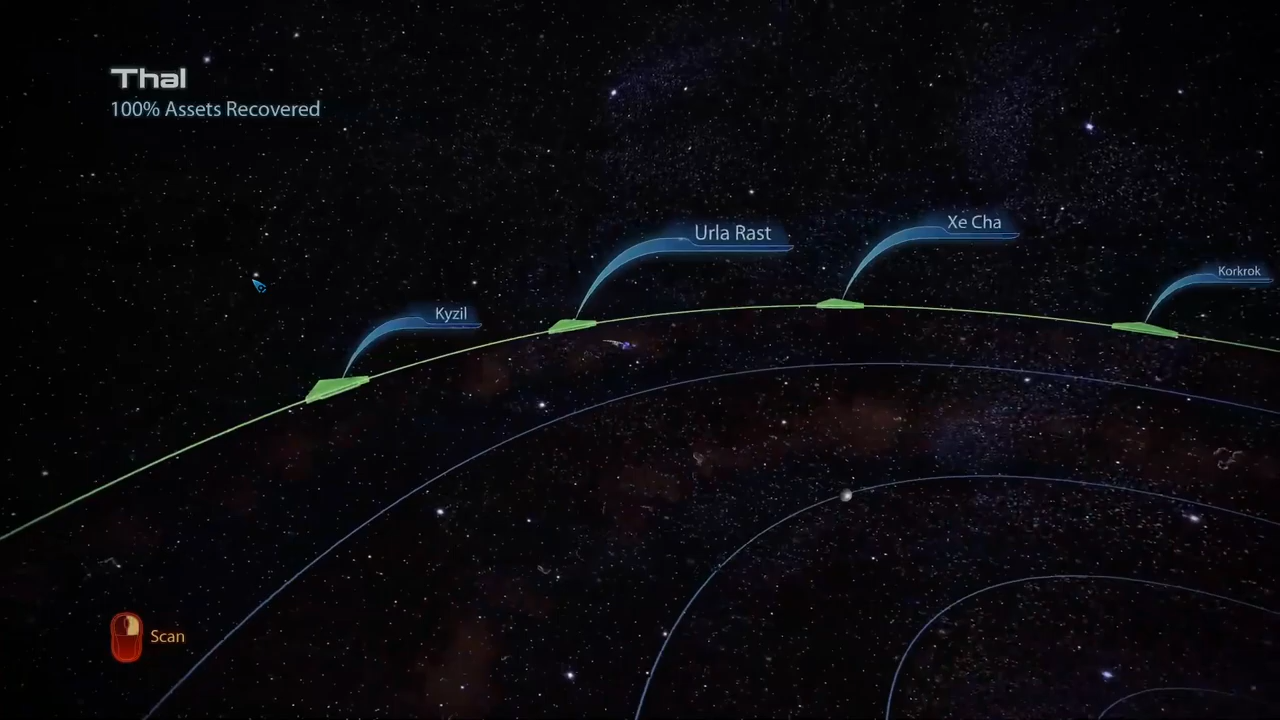 Thal
100% Assets Recovered
Xe Cha
Urla Rast
Korkrok
Kyzil
Scan